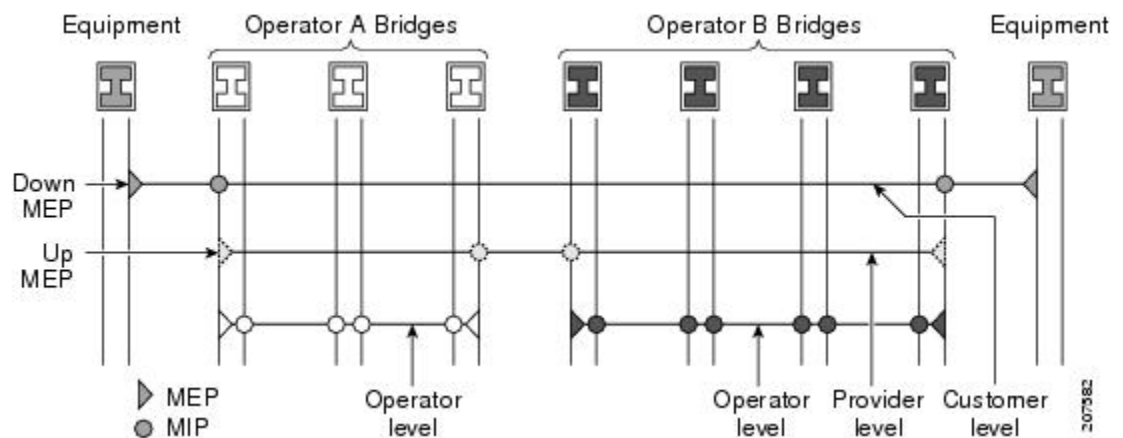 Equipment
Operator A Bridges
Operator B Bridges
Equipment
Down
MEP
Up
MEP
MEP
MIP
Operator
level
Operator
level
Provider
level
Customer
level
207582